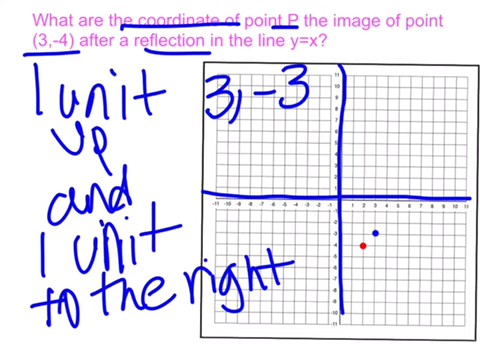 What are the coordinate of point P the image of point
(3,-4) after a reflection in the line y=x?
1 unit 3, -3
up
and
1 unit
to the right
11
10
9
8
7
6
5
4
3
2
1
-11 -10 -9 -8 -7 -6 -5 -4 -3 -2 -1 1 2 3 4 5 6 7 8 9 10 11
-1
-2
-3
-4
-5
-6
-7
-8
-9
-10
-11